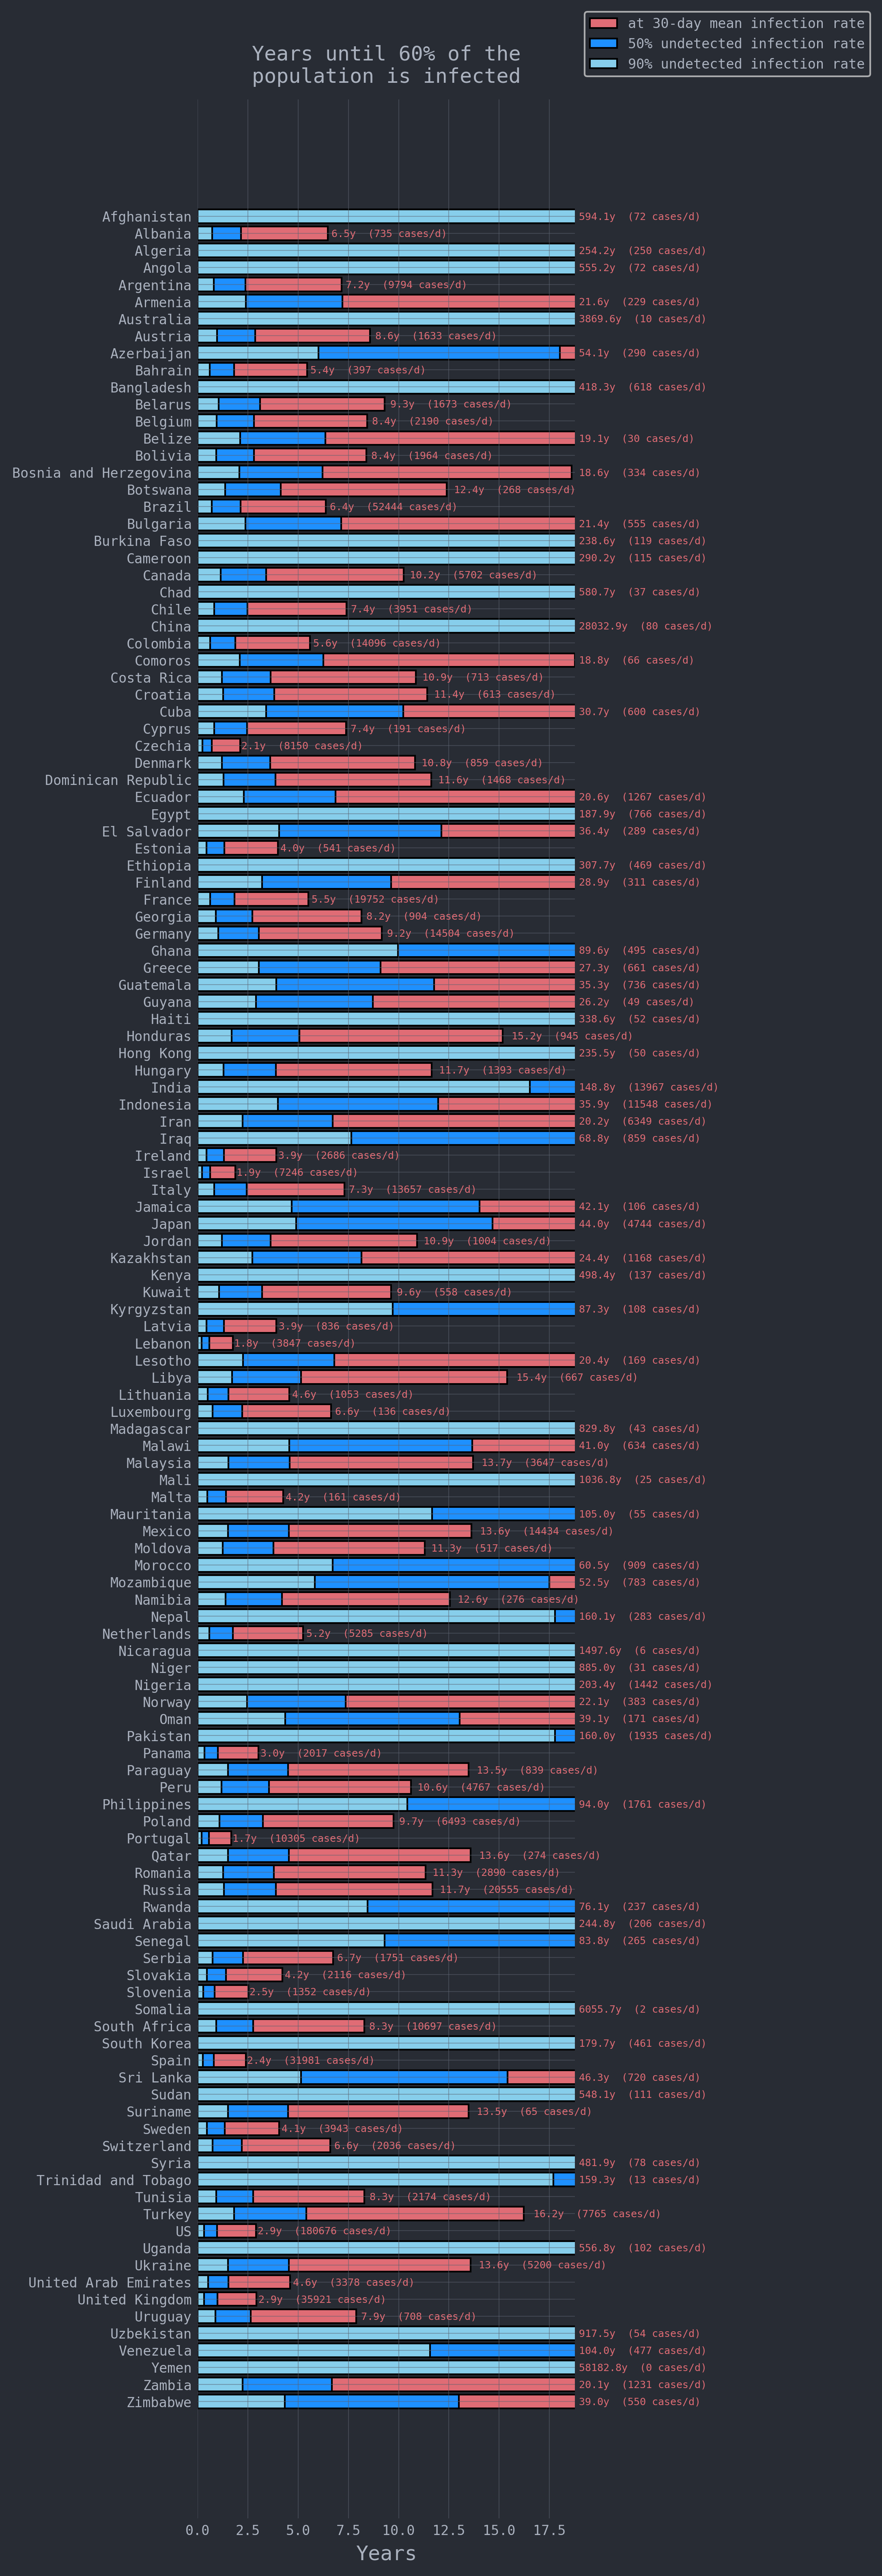 at 30-day mean infection rate
50% undetected infection rate
90% undetected infection rate
Years until 60% of the
population is infected
Afghanistan 594.1y (72 cases/d)
Albania 6.5y (735 cases/d)
Algeria 254.2y (250 cases/d)
Angola 555.2y (72 cases/d)
Argentina 7.2y (9794 cases/d)
Armenia 21.6y (229 cases/d)
Australia 3869.6y (10 cases/d)
Austria 8.6y (1633 cases/d)
Azerbaijan 54.1y (290 cases/d)
Bahrain 5.4y (397 cases/d)
Bangladesh 418.3y (618 cases/d)
Belarus 9.3y (1673 cases/d)
Belgium 8.4y (2190 cases/d)
Belize 19.1y (30 cases/d)
Bolivia 8.4y (1964 cases/d)
Bosnia and Herzegovina 18.6y (334 cases/d)
Botswana 12.4y (268 cases/d)
Brazil 6.4y (52444 cases/d)
Bulgaria 21.4y (555 cases/d)
Burkina Faso 238.6y (119 cases/d)
Cameroon 290.2y (115 cases/d)
Canada 10.2y (5702 cases/d)
Chad 580.7y (37 cases/d)
Chile 7.4y (3951 cases/d)
China 28032.9y (80 cases/d)
Colombia 5.6y (14096 cases/d)
Comoros 18.8y (66 cases/d)
Costa Rica 10.9y (713 cases/d)
Croatia 11.4y (613 cases/d)
Cuba 30.7y (600 cases/d)
Cyprus 7.4y (191 cases/d)
Czechia 2.1y (8150 cases/d)
Denmark 10.8y (859 cases/d)
Dominican Republic 11.6y (1468 cases/d)
Ecuador 20.6y (1267 cases/d)
Egypt 187.9y (766 cases/d)
El Salvador 36.4y (289 cases/d)
Estonia 4.0y (541 cases/d)
Ethiopia 307.7y (469 cases/d)
Finland 28.9y (311 cases/d)
France 5.5y (19752 cases/d)
Georgia 8.2y (904 cases/d)
Germany 9.2y (14504 cases/d)
Ghana 89.6y (495 cases/d)
Greece 27.3y (661 cases/d)
Guatemala 35.3y (736 cases/d)
Guyana 26.2y (49 cases/d)
Haiti 338.6y (52 cases/d)
Honduras 15.2y (945 cases/d)
Hong Kong 235.5y (50 cases/d)
Hungary 11.7y (1393 cases/d)
India 148.8y (13967 cases/d)
Indonesia 35.9y (11548 cases/d)
Iran 20.2y (6349 cases/d)
Iraq 68.8y (859 cases/d)
Ireland 3.9y (2686 cases/d)
Israel 1.9y (7246 cases/d)
Italy 7.3y (13657 cases/d)
Jamaica 42.1y (106 cases/d)
Japan 44.0y (4744 cases/d)
Jordan 10.9y (1004 cases/d)
Kazakhstan 24.4y (1168 cases/d)
Kenya 498.4y (137 cases/d)
Kuwait 9.6y (558 cases/d)
Kyrgyzstan 87.3y (108 cases/d)
Latvia 3.9y (836 cases/d)
Lebanon 1.8y (3847 cases/d)
Lesotho 20.4y (169 cases/d)
Libya 15.4y (667 cases/d)
Lithuania 4.6y (1053 cases/d)
Luxembourg 6.6y (136 cases/d)
Madagascar 829.8y (43 cases/d)
Malawi 41.0y (634 cases/d)
Malaysia 13.7y (3647 cases/d)
Mali 1036.8y (25 cases/d)
Malta 4.2y (161 cases/d)
Mauritania 105.0y (55 cases/d)
Mexico 13.6y (14434 cases/d)
Moldova 11.3y (517 cases/d)
Morocco 60.5y (909 cases/d)
Mozambique 52.5y (783 cases/d)
Namibia 12.6y (276 cases/d)
Nepal 160.1y (283 cases/d)
Netherlands 5.2y (5285 cases/d)
Nicaragua 1497.6y (6 cases/d)
Niger 885.0y (31 cases/d)
Nigeria 203.4y (1442 cases/d)
Norway 22.1y (383 cases/d)
Oman 39.1y (171 cases/d)
Pakistan 160.0y (1935 cases/d)
Panama 3.0y (2017 cases/d)
Paraguay 13.5y (839 cases/d)
Peru 10.6y (4767 cases/d)
Philippines 94.0y (1761 cases/d)
Poland 9.7y (6493 cases/d)
Portugal 1.7y (10305 cases/d)
Qatar 13.6y (274 cases/d)
Romania 11.3y (2890 cases/d)
Russia 11.7y (20555 cases/d)
Rwanda 76.1y (237 cases/d)
Saudi Arabia 244.8y (206 cases/d)
Senegal 83.8y (265 cases/d)
Serbia 6.7y (1751 cases/d)
Slovakia 4.2y (2116 cases/d)
Slovenia 2.5y (1352 cases/d)
Somalia 6055.7y (2 cases/d)
South Africa 8.3y (10697 cases/d)
South Korea 179.7y (461 cases/d)
Spain 2.4y (31981 cases/d)
Sri Lanka 46.3y (720 cases/d)
Sudan 548.1y (111 cases/d)
Suriname 13.5y (65 cases/d)
Sweden 4.1y (3943 cases/d)
Switzerland 6.6y (2036 cases/d)
Syria 481.9y (78 cases/d)
Trinidad and Tobago 159.3y (13 cases/d)
Tunisia 8.3y (2174 cases/d)
Turkey 16.2y (7765 cases/d)
US 2.9y (180676 cases/d)
Uganda 556.8y (102 cases/d)
Ukraine 13.6y (5200 cases/d)
United Arab Emirates 4.6y (3378 cases/d)
United Kingdom 2.9y (35921 cases/d)
Uruguay 7.9y (708 cases/d)
Uzbekistan 917.5y (54 cases/d)
Venezuela 104.0y (477 cases/d)
Yemen 58182.8y (0 cases/d)
Zambia 20.1y (1231 cases/d)
Zimbabwe 39.0y (550 cases/d)
0.0 2.5 5.0 7.5 10.0 12.5 15.0 17.5
Years